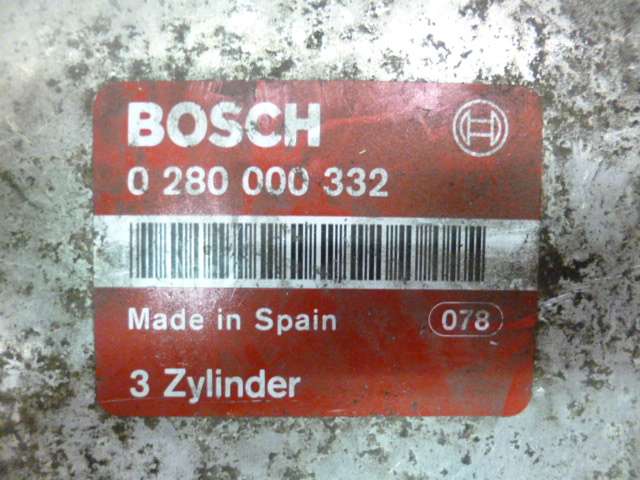 BOSCH
0 280 000 332
Made in Spain 078
3 Zylinder